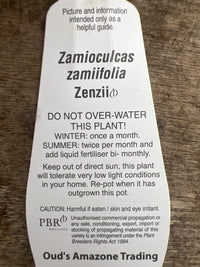 Picture and information
intended only as a
helpful guide.
Zamioculcas
zamiifolia
Zenzii
DO NOT OVER-WATER
THIS PLANT!
WINTER: once a month.
SUMMER: twice per month and
add liquid fertiliser bi- monthly.
Keep out of direct sun, this plant
will tolerate very low light conditions
in your home. Re-pot when it has
outgrown this pot.
CAUTION: Harmful if eaten / skin and eye irritant.
PBR
Unauthorised commercial propagation or
any sale, conditioning, export, import or
stocking of propagating material of this
variety is an infringement under the Plant
Breeders Rights Act 1994.
Oud's Amazone Trading